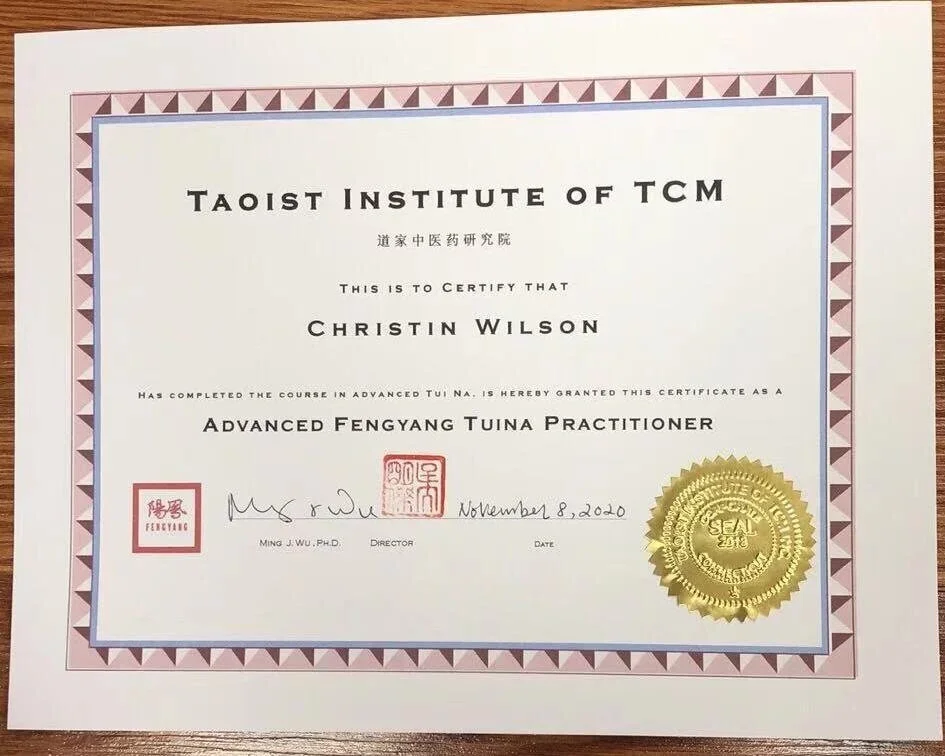 TAOIST INSTITUTE OF TCM
道家中医药研究院
THIS IS TO CERTIFY THAT
CHRISTIN WILSON
HAS COMPLETED THE COURSE IN ADVANCED TUI NA, IS HEREBY GRANTED THIS CERTIFICATE AS A
ADVANCED FENGYANG TUINA PRACTITIONER
FENGYANG
November 8, 2020
MING J. WU, PH.D. DIRECTOR DATE
SEAL
2018
CONNECTICUT